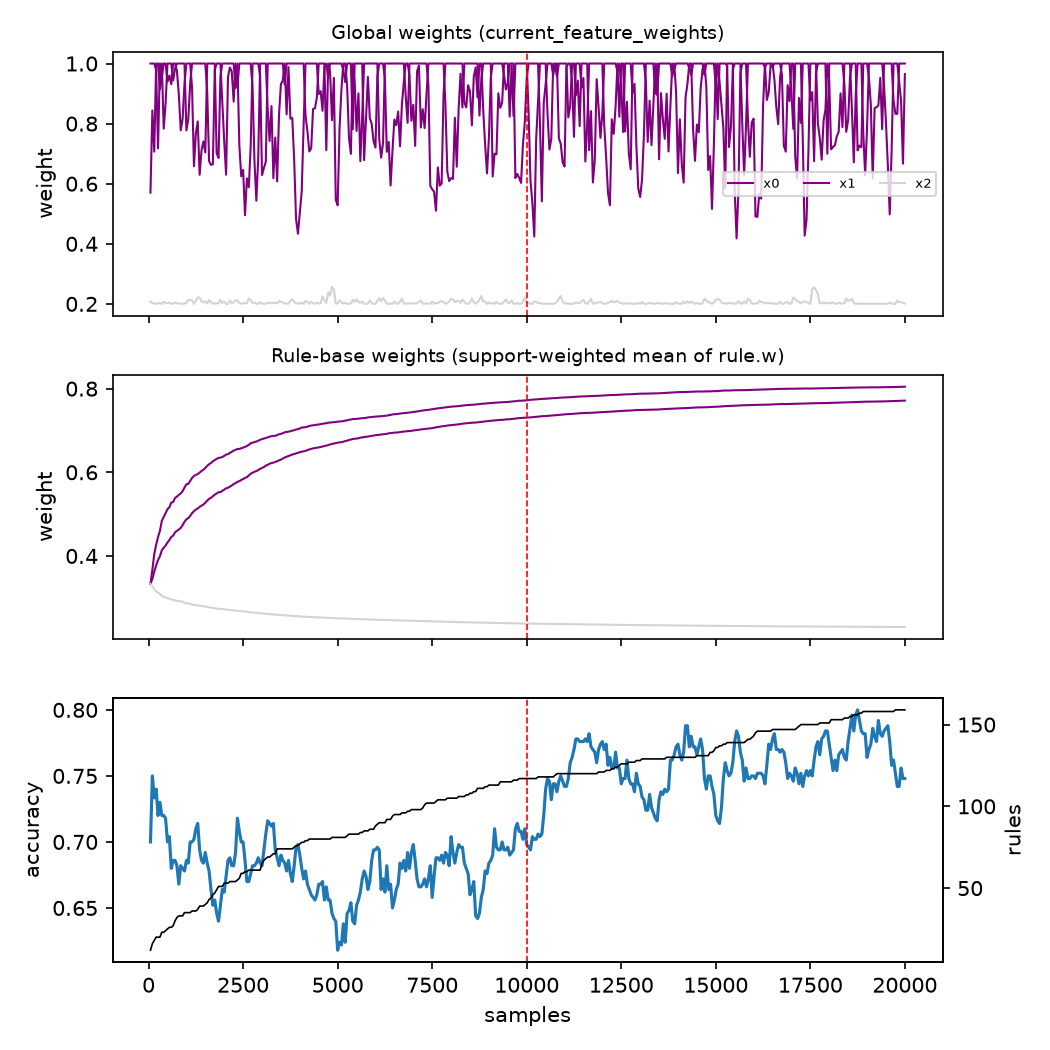 Global weights (current_feature_weights)
1.0
0.8
0.6
0.4
0.2
weight
x0 x1 x2
Rule-base weights (support-weighted mean of rule.w)
0.8
0.6
0.4
weight
0.80
0.75
0.70
0.65
accuracy
150
100
50
rules
0 2500 5000 7500 10000 12500 15000 17500 20000
samples